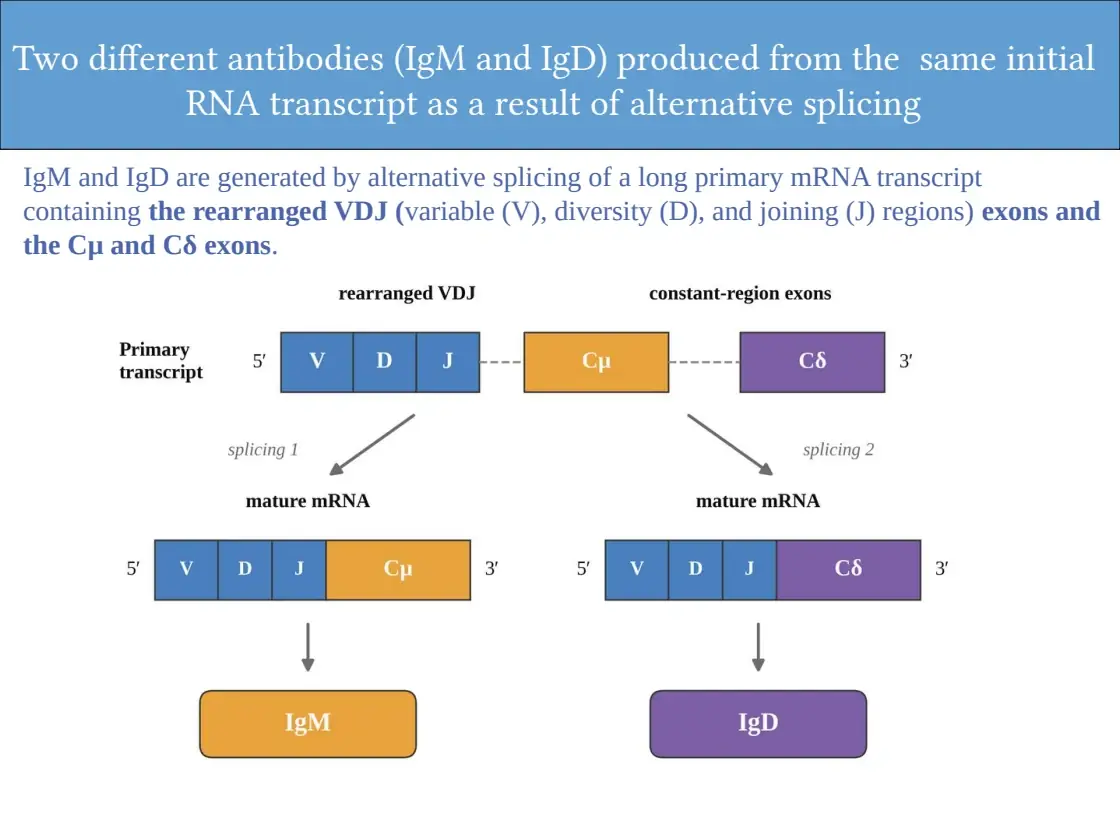 Two different antibodies (IgM and IgD) produced from the  same initial
RNA transcript as a result of alternative splicing
IgM and IgD are generated by alternative splicing of a long primary mRNA transcript
containing the rearranged VDJ (variable (V), diversity (D), and joining (J) regions) exons and
the Cμ and Cδ exons.
rearranged VDJ
constant-region exons
Primary
transcript
5′
V
D
J
Cμ
Cδ
3′
splicing 1
splicing 2
mature mRNA
mature mRNA
5′
V
D
J
Cμ
3′
5′
V
D
J
Cδ
3′
IgM
IgD